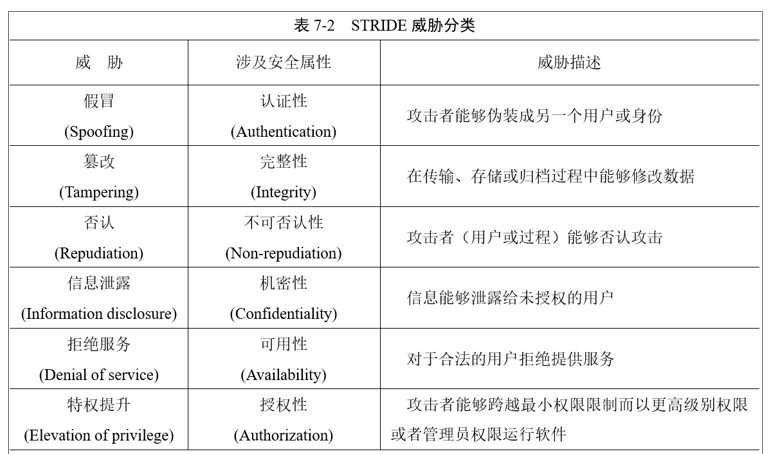 表 7-2 STRIDE 威胁分类
威 胁 涉及安全属性 威胁描述
假冒
(Spoofing)
认证性
(Authentication)
攻击者能够伪装成另一个用户或身份
篡改
(Tampering)
完整性
(Integrity)
在传输、存储或归档过程中能够修改数据
否认
(Repudiation)
不可否认性
(Non-repudiation)
攻击者（用户或过程）能够否认攻击
信息泄露
(Information disclosure)
机密性
(Confidentiality)
信息能够泄露给未授权的用户
拒绝服务
(Denial of service)
可用性
(Availability)
对于合法的用户拒绝提供服务
特权提升
(Elevation of privilege)
授权性
(Authorization)
攻击者能够跨越最小权限限制而以更高级别权限
或者管理员权限运行软件